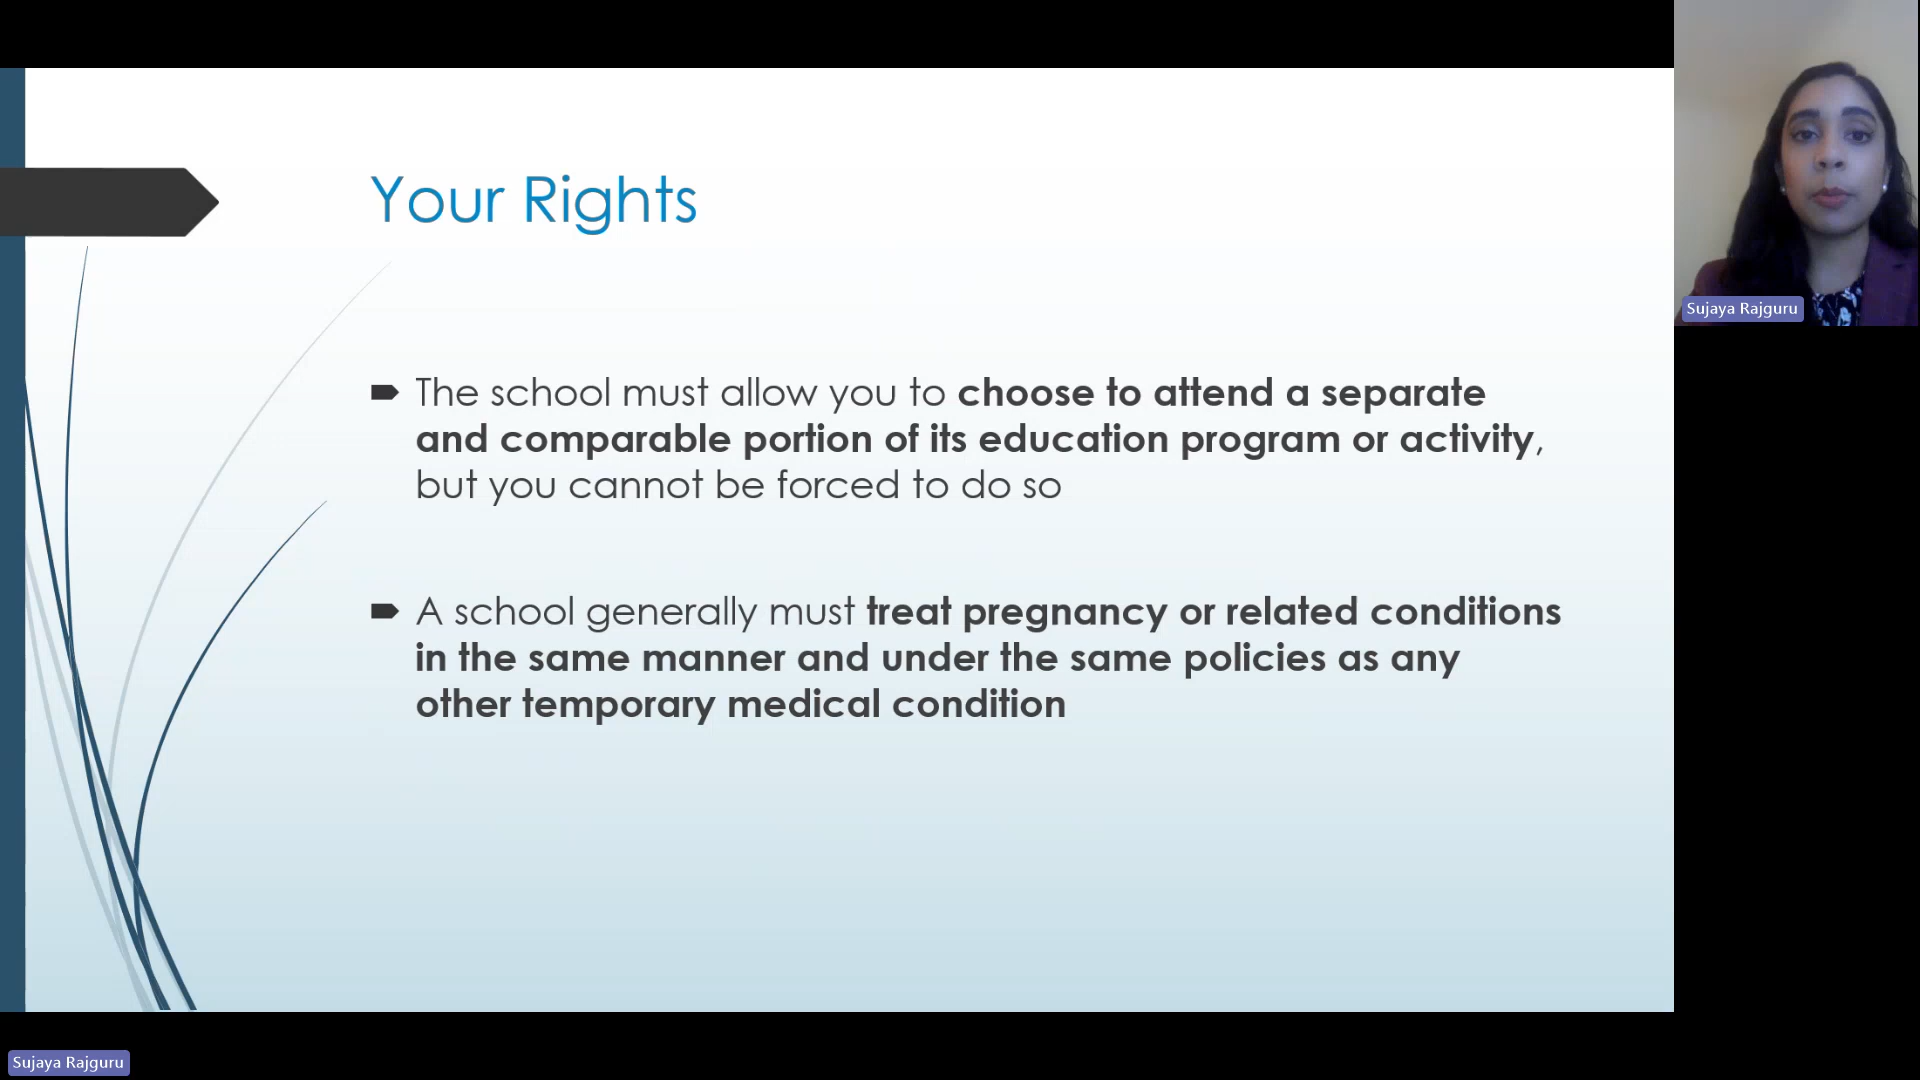 Your Rights
The school must allow you to choose to attend a separate
and comparable portion of its education program or activity,
but you cannot be forced to do so
A school generally must treat pregnancy or related conditions
in the same manner and under the same policies as any
other temporary medical condition
Sujaya Rajguru
Sujaya Rajguru